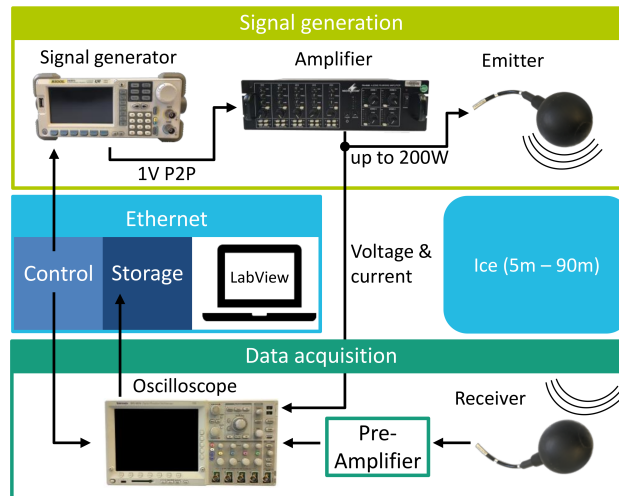 Signal generation
Signal generator
Amplifier
Emitter
1V P2P
up to 200W
Ethernet
Control
Storage
LabView
Voltage &
current
Ice (5m – 90m)
Data acquisition
Oscilloscope
Receiver
Pre-
Amplifier